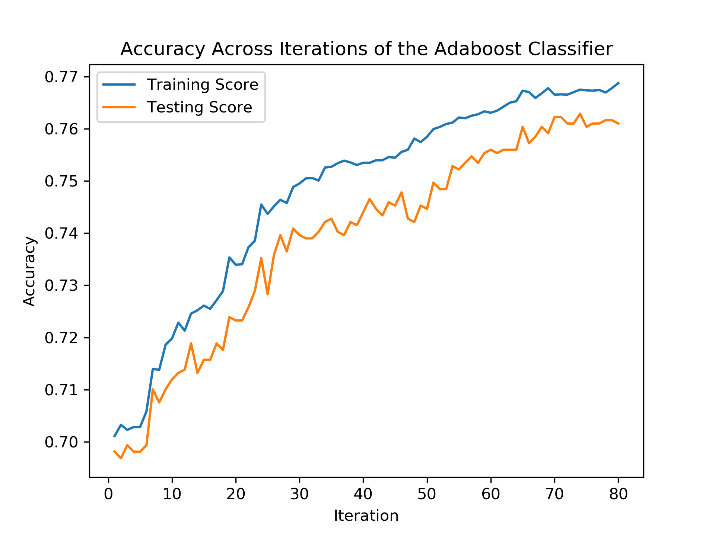 Accuracy Across Iterations of the Adaboost Classifier
Training Score
Testing Score
0.77
0.76
0.75
0.74
0.73
0.72
0.71
0.70
Accuracy
0 10 20 30 40 50 60 70 80
Iteration